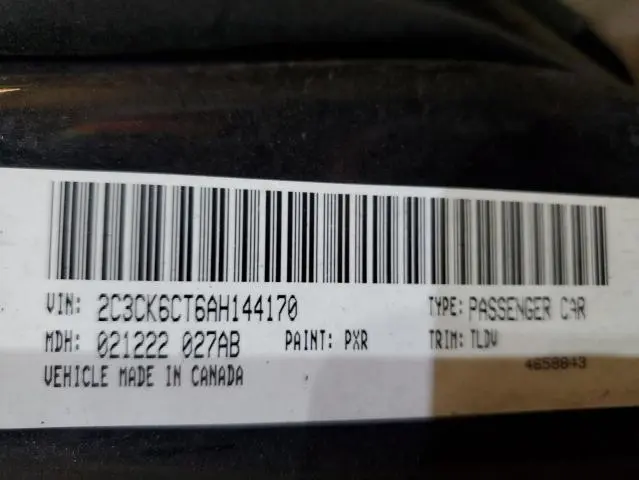 VIN: 2C3CK6CT6AH144170 TYPE: PASSENGER CAR
MDH: 021222 027AB PAINT: PXR TRIM: TLDV
VEHICLE MADE IN CANADA 4658843